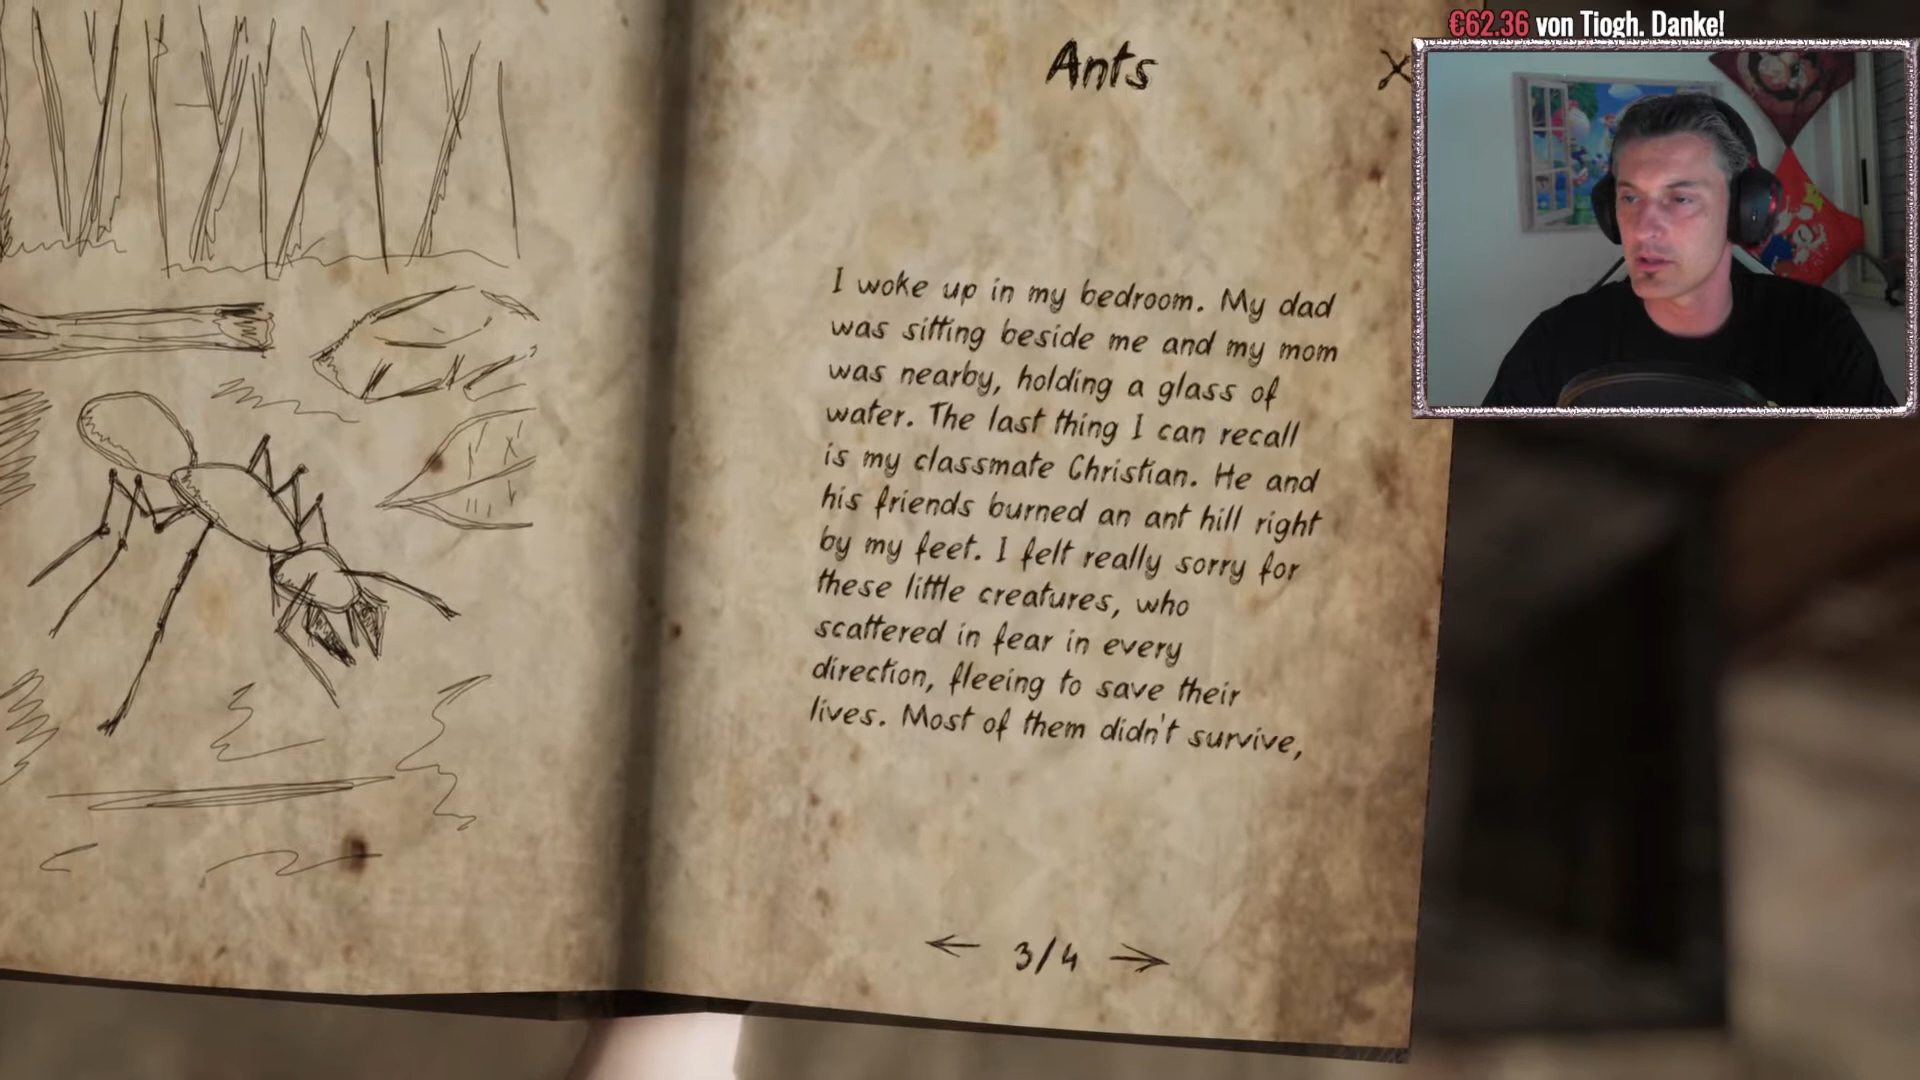 €62.36 von Tiogh. Danke!
Ants
I woke up in my bedroom. My dad
was sitting beside me and my mom
was nearby, holding a glass of
water. The last thing I can recall
is my classmate Christian. He and
his friends burned an ant hill right
by my feet. I felt really sorry for
these little creatures, who
scattered in fear in every
direction, fleeing to save their
lives. Most of them didn't survive,
3/4